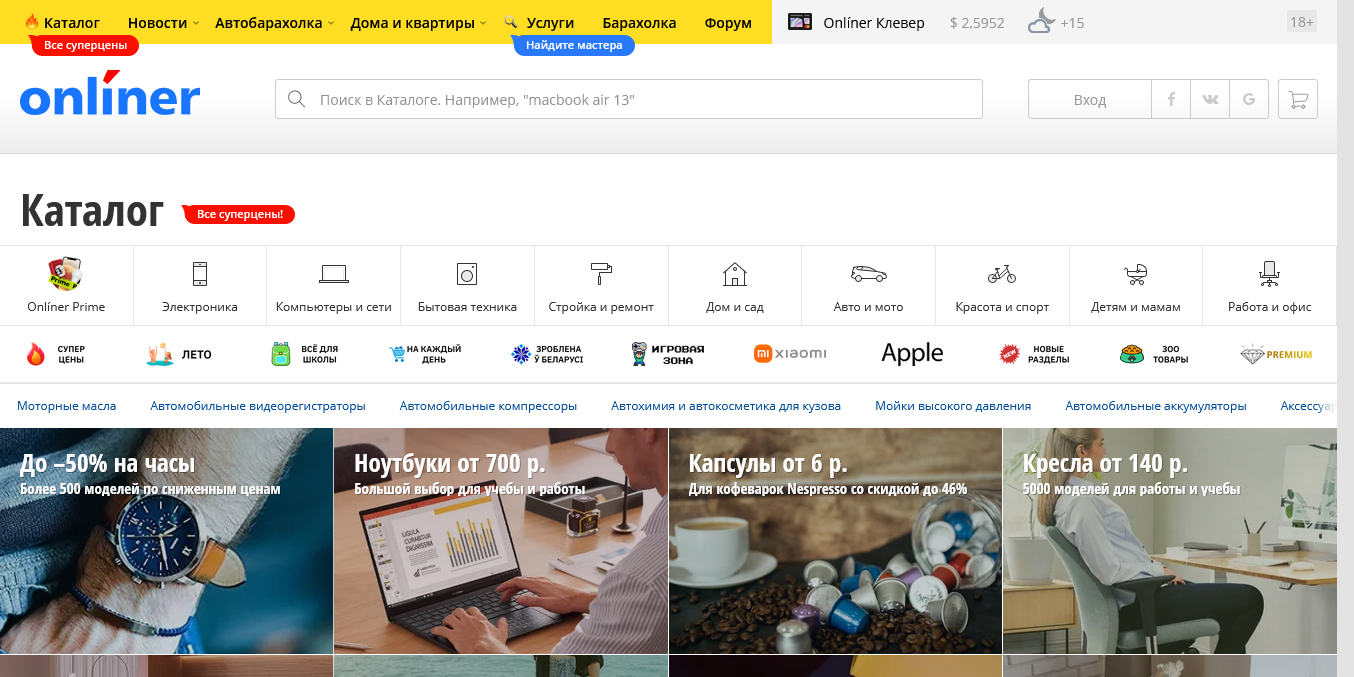 Каталог
Новости
Автобарахолка
Дома и квартиры
Услуги
Барахолка
Форум
Onlíner Клевер
$ 2,5952
+15
18+
Все суперцены
Найдите мастера
onlíner
Поиск в Каталоге. Например, "macbook air 13"
Вход
Каталог
Все суперцены!
Onlíner Prime
Электроника
Компьютеры и сети
Бытовая техника
Стройка и ремонт
Дом и сад
Авто и мото
Красота и спорт
Детям и мамам
Работа и офис
СУПЕР
ЦЕНЫ
ЛЕТО
ВСЁ ДЛЯ
ШКОЛЫ
НА КАЖДЫЙ
ДЕНЬ
ЗРОБЛЕНА
Ў БЕЛАРУСІ
ИГРОВАЯ
ЗОНА
xiaomi
Apple
НОВЫЕ
РАЗДЕЛЫ
ЗОО
ТОВАРЫ
PREMIUM
Моторные масла
Автомобильные видеорегистраторы
Автомобильные компрессоры
Автохимия и автокосметика для кузова
Мойки высокого давления
Автомобильные аккумуляторы
Аксессуар
До –50% на часы
Более 500 моделей по сниженным ценам
Ноутбуки от 700 р.
Большой выбор для учебы и работы
Капсулы от 6 р.
Для кофеварок Nespresso со скидкой до 46%
Кресла от 140 р.
5000 моделей для работы и учебы